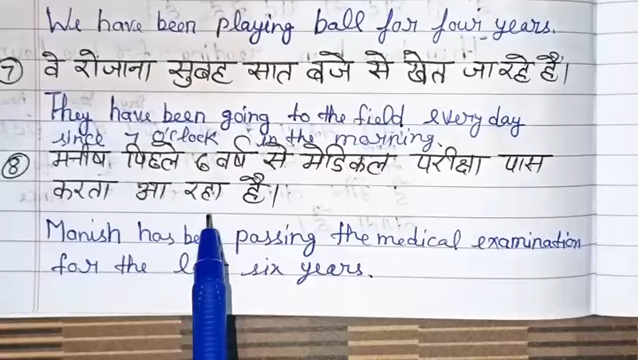 We have been playing ball for four years.
7 वे रोजाना सुबह सात बजे से खेत जा रहे हैं।
They have been going to the field every day
since 7 o'clock in the morning.
8 मनीष पिछले 6 वर्ष से मेडिकल परीक्षा पास
करता आ रहा है।
Manish has passing the medical examination
for the six years.